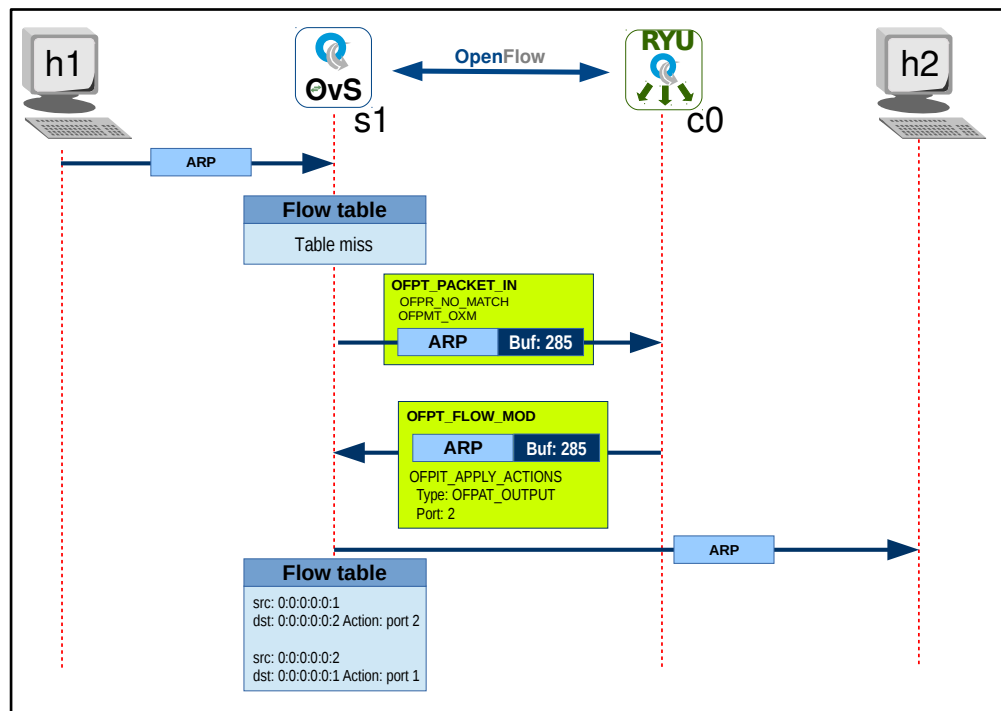 h1
OvS
s1
OpenFlow
RYU
c0
h2
ARP
Flow table
Table miss
OFPT_PACKET_IN
OFPR_NO_MATCH
OFPMT_OXM
ARP
Buf: 285
OFPT_FLOW_MOD
ARP
Buf: 285
OFPIT_APPLY_ACTIONS
Type: OFPAT_OUTPUT
Port: 2
ARP
Flow table
src: 0:0:0:0:0:1
dst: 0:0:0:0:0:2 Action: port 2
src: 0:0:0:0:0:2
dst: 0:0:0:0:0:1 Action: port 1